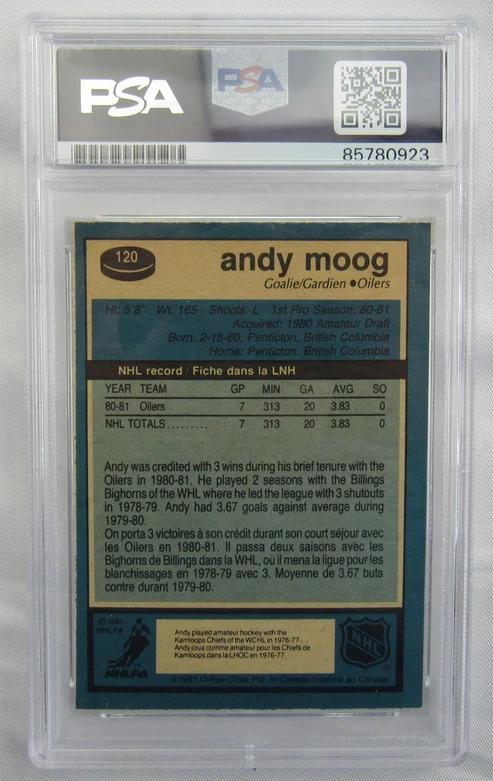 PSA
PSA
85780923
120
andy moog
Goalie/Gardien ● Oilers
Ht: 5'8" Wt: 165 Shoots: L 1st Pro Season: 80-81
Acquired: 1980 Amateur Draft
Born: 2-18-60, Penticton, British Columbia
Home: Penticton, British Columbia
NHL record / Fiche dans la LNH
YEAR TEAM GP MIN GA AVG SO
80-81 Oilers 7 313 20 3.83 0
NHL TOTALS......... 7 313 20 3.83 0
Andy was credited with 3 wins during his brief tenure with the
Oilers in 1980-81. He played 2 seasons with the Billings
Bighorns of the WHL where he led the league with 3 shutouts
in 1978-79. Andy had 3.67 goals against average during
1979-80.
On porta 3 victoires à son crédit durant son court séjour avec
les Oilers en 1980-81. Il passa deux saisons avec les
Bighorns de Billings dans la WHL, où il mena la ligue pour les
blanchissages en 1978-79 avec 3. Moyenne de 3.67 buts
contre durant 1979-80.
© 1981
NHLPA
NHLPA
Andy played amateur hockey with the
Kamloops Chiefs of the WCHL in 1976-77.
Andy joua comme amateur pour les Chiefs de
Kamloops dans la LHOC en 1976-77.
NHL
®
© 1981 O-Pee-Chee Ptd. in Canada Imprimé au Canada